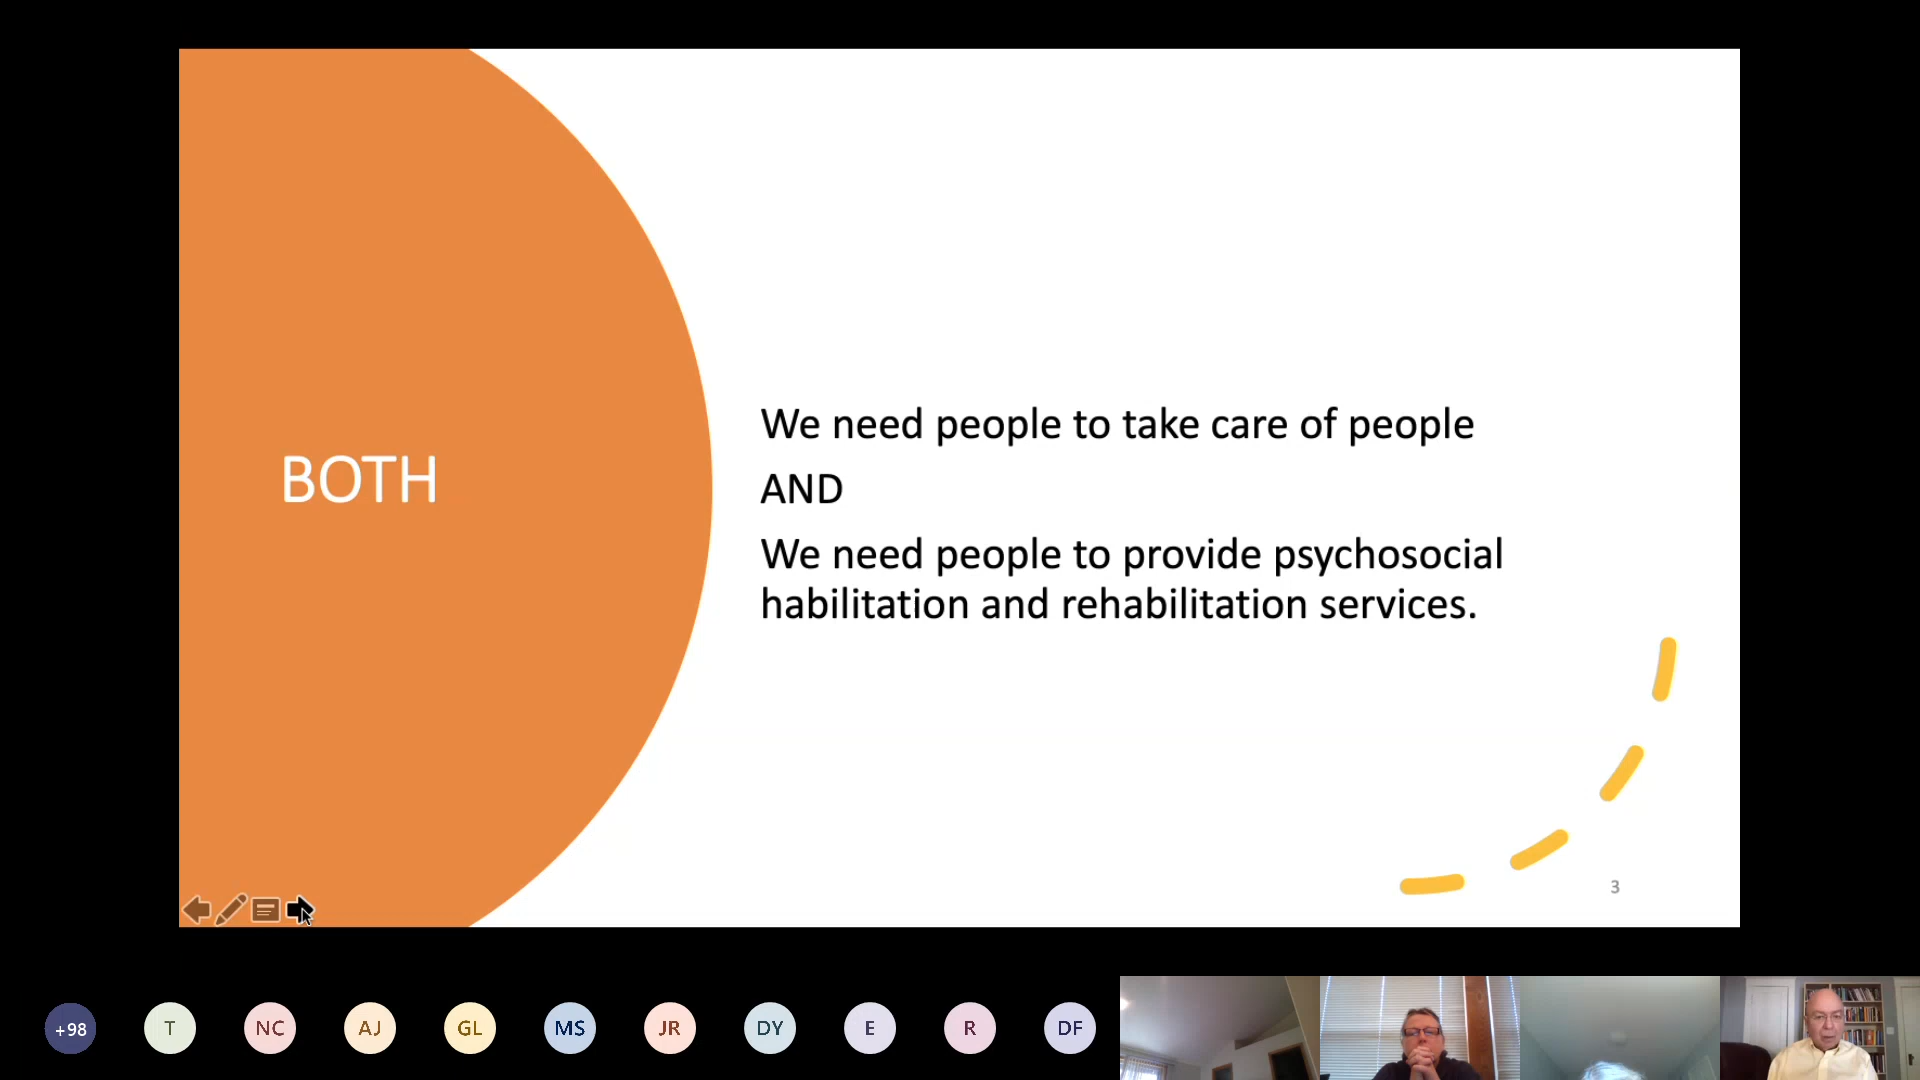 BOTH
We need people to take care of people
AND
We need people to provide psychosocial
habilitation and rehabilitation services.
3
+98
T
NC
AJ
GL
MS
JR
DY
E
R
DF